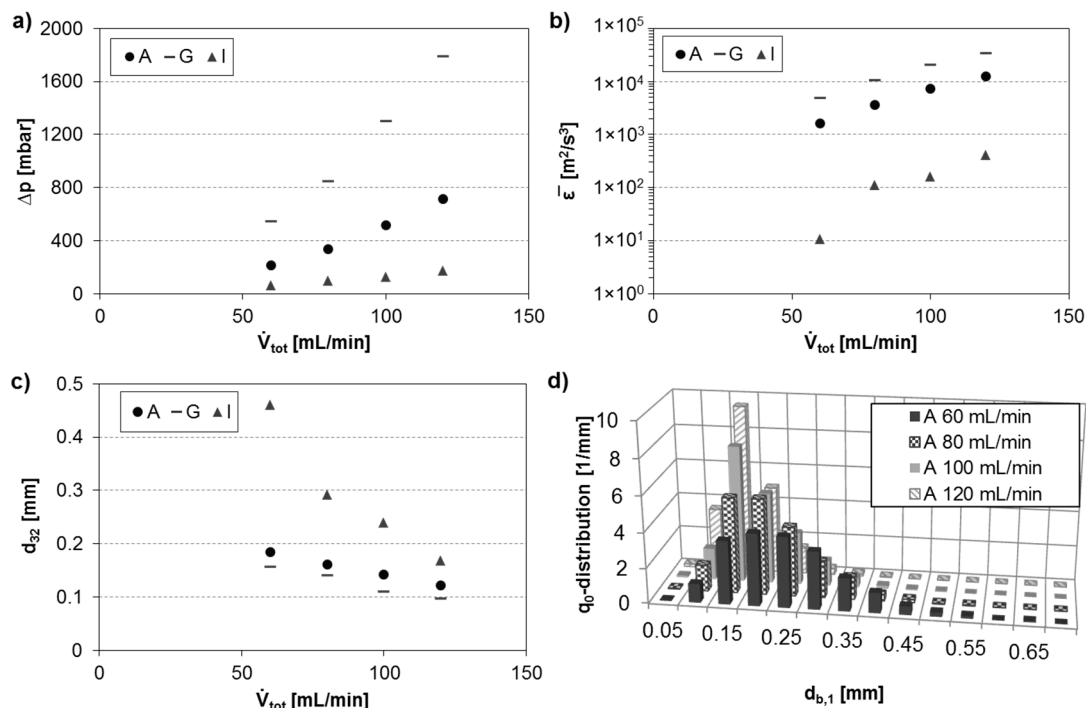 a)
2000
1600
1200
800
400
0
Δp [mbar]
A G I
0 50 100 150
V̇tot [mL/min]
b)
1×10⁵
1×10⁴
1×10³
1×10²
1×10¹
1×10⁰
ε̄ [m²/s³]
A G I
0 50 100 150
V̇tot [mL/min]
c)
0.5
0.4
0.3
0.2
0.1
0
d₃₂ [mm]
A G I
0 50 100 150
V̇tot [mL/min]
d)
10
8
6
4
2
0
q₀-distribution [1/mm]
A 60 mL/min
A 80 mL/min
A 100 mL/min
A 120 mL/min
0.05 0.15 0.25 0.35 0.45 0.55 0.65
db,1 [mm]